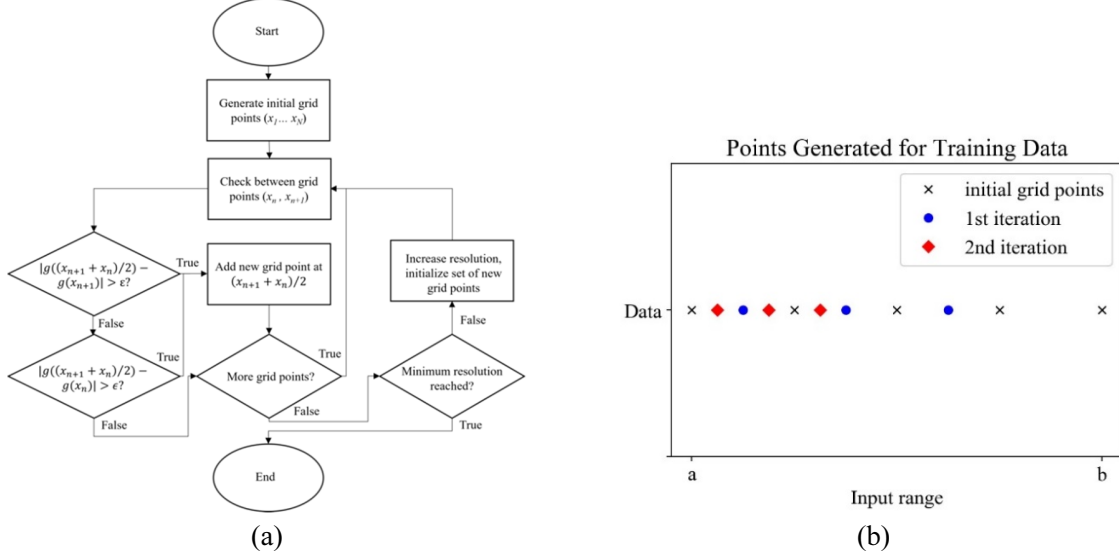 Start
Generate initial grid
points (x₁... x_N)
Check between grid
points (xₙ , xₙ₊₁)
|g((xₙ₊₁ + xₙ)/2) −
g(xₙ₊₁)| > ε?
True
False
|g((xₙ₊₁ + xₙ)/2) −
g(xₙ)| > ϵ?
True
False
Add new grid point at
(xₙ₊₁ + xₙ)/2
More grid points?
True
False
Increase resolution,
initialize set of new
grid points
False
Minimum resolution
reached?
True
End
(a)
Points Generated for Training Data
initial grid points
1st iteration
2nd iteration
Data
a
b
Input range
(b)